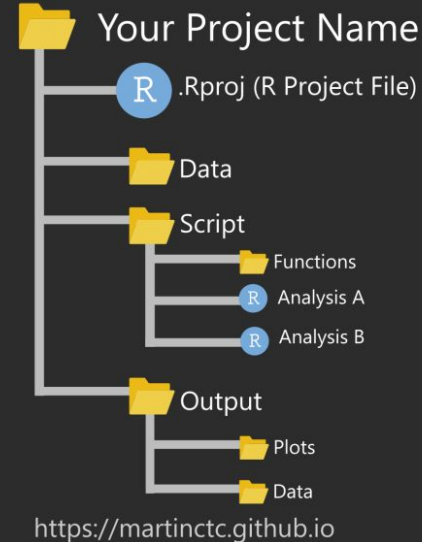 Your Project Name
R .Rproj (R Project File)
Data
Script
Functions
R Analysis A
R Analysis B
Output
Plots
Data
https://martinctc.github.io